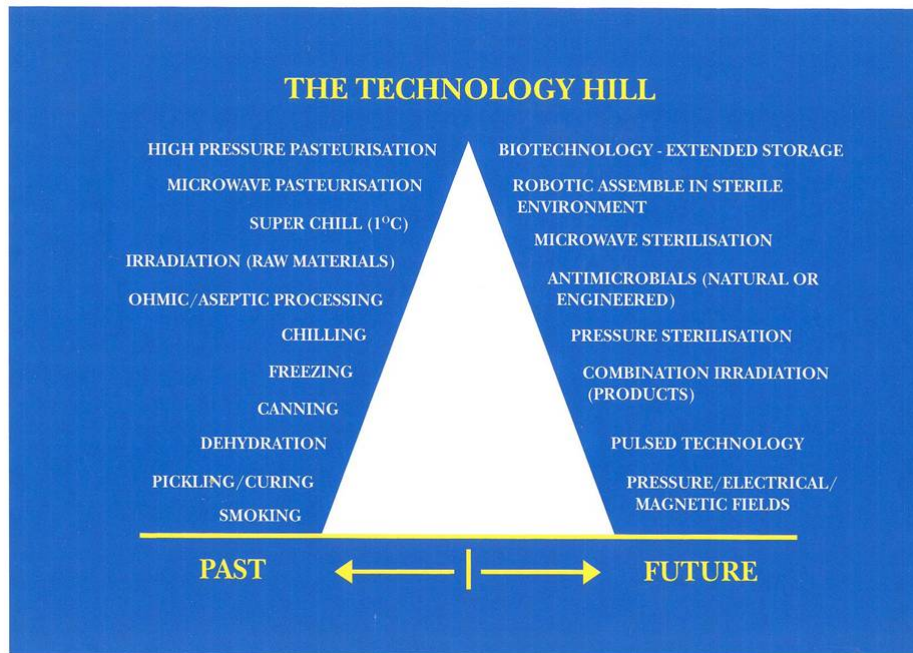 THE TECHNOLOGY HILL
HIGH PRESSURE PASTEURISATION
MICROWAVE PASTEURISATION
SUPER CHILL (1°C)
IRRADIATION (RAW MATERIALS)
OHMIC/ASEPTIC PROCESSING
CHILLING
FREEZING
CANNING
DEHYDRATION
PICKLING/CURING
SMOKING
BIOTECHNOLOGY - EXTENDED STORAGE
ROBOTIC ASSEMBLE IN STERILE
ENVIRONMENT
MICROWAVE STERILISATION
ANTIMICROBIALS (NATURAL OR
ENGINEERED)
PRESSURE STERILISATION
COMBINATION IRRADIATION
(PRODUCTS)
PULSED TECHNOLOGY
PRESSURE/ELECTRICAL/
MAGNETIC FIELDS
PAST
FUTURE